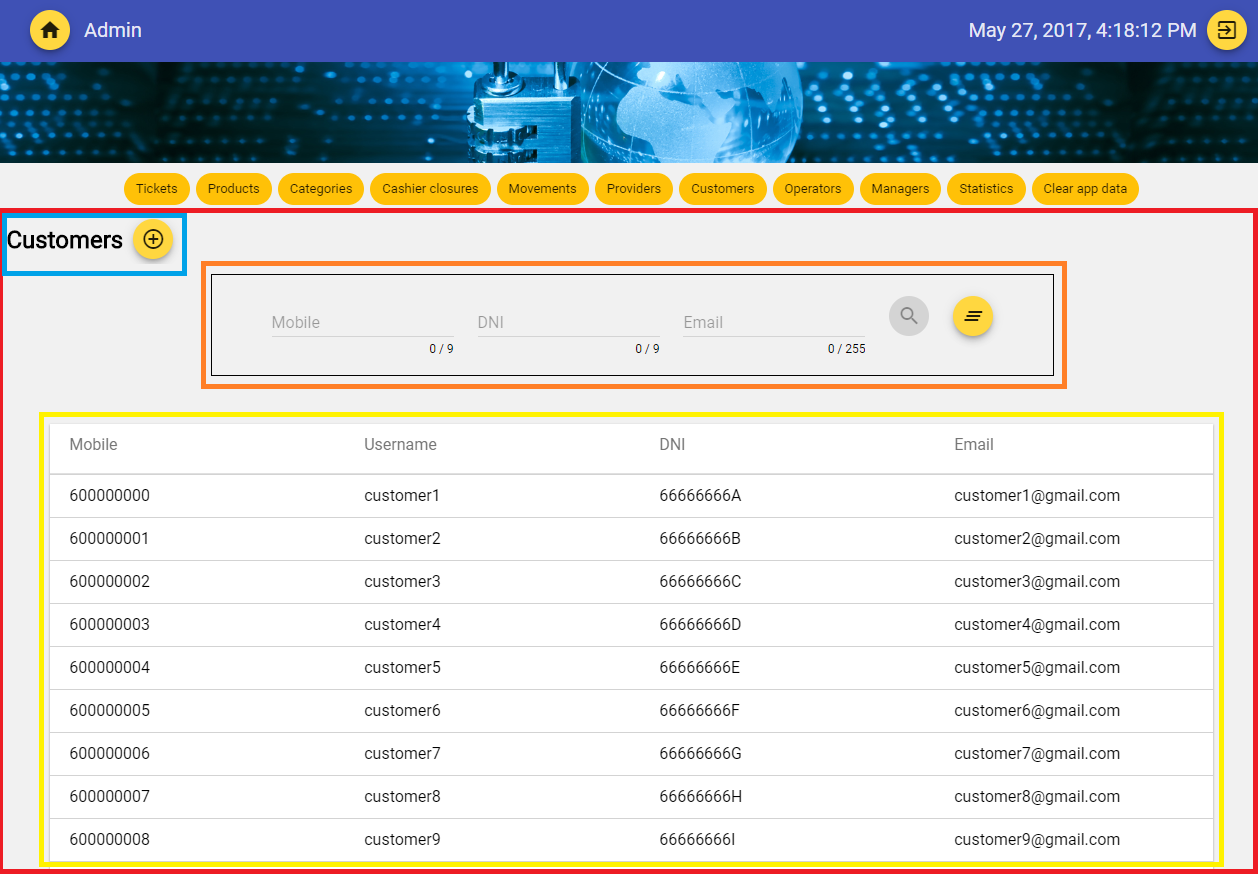 Admin May 27, 2017, 4:18:12 PM
Tickets Products Categories Cashier closures Movements Providers Customers Operators Managers Statistics Clear app data
Customers
Mobile DNI Email
0 / 9 0 / 9 0 / 255
Mobile Username DNI Email
600000000 customer1 66666666A customer1@gmail.com
600000001 customer2 66666666B customer2@gmail.com
600000002 customer3 66666666C customer3@gmail.com
600000003 customer4 66666666D customer4@gmail.com
600000004 customer5 66666666E customer5@gmail.com
600000005 customer6 66666666F customer6@gmail.com
600000006 customer7 66666666G customer7@gmail.com
600000007 customer8 66666666H customer8@gmail.com
600000008 customer9 66666666I customer9@gmail.com